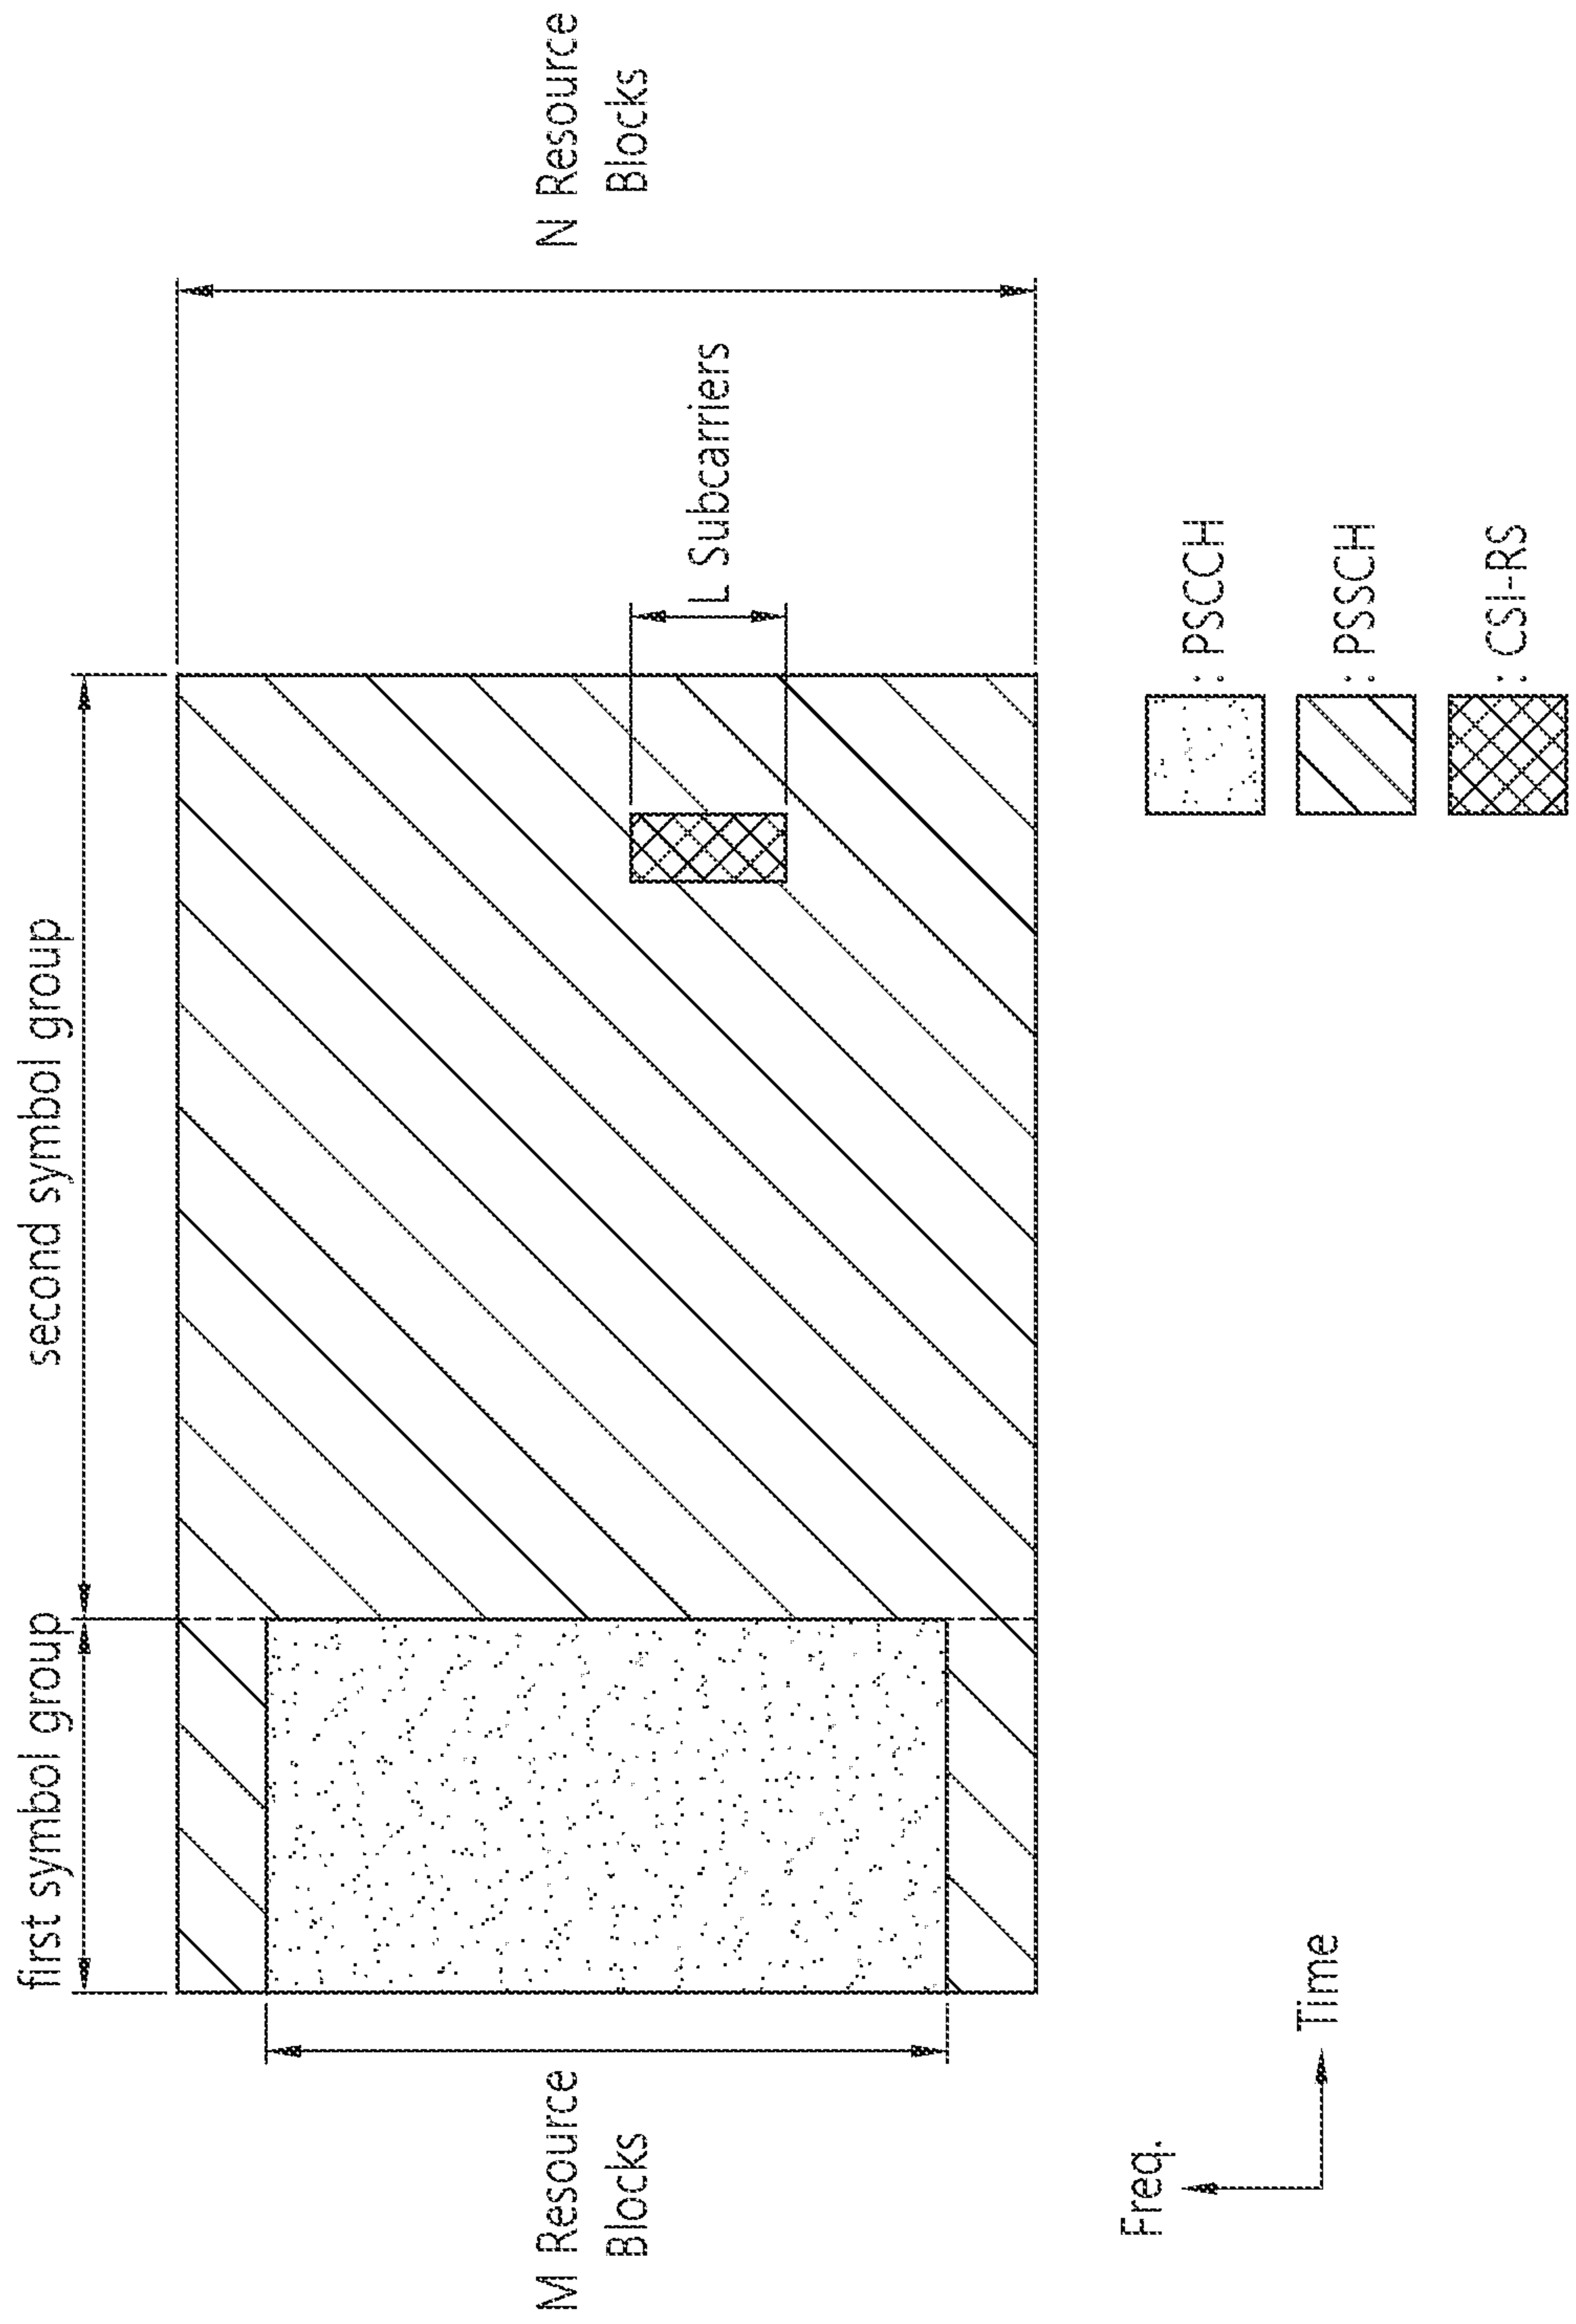 first symbol group
second symbol group
M Resource
Blocks
N Resource
Blocks
L Subcarriers
Freq.
Time
: PSCCH
: PSSCH
: CSI-RS